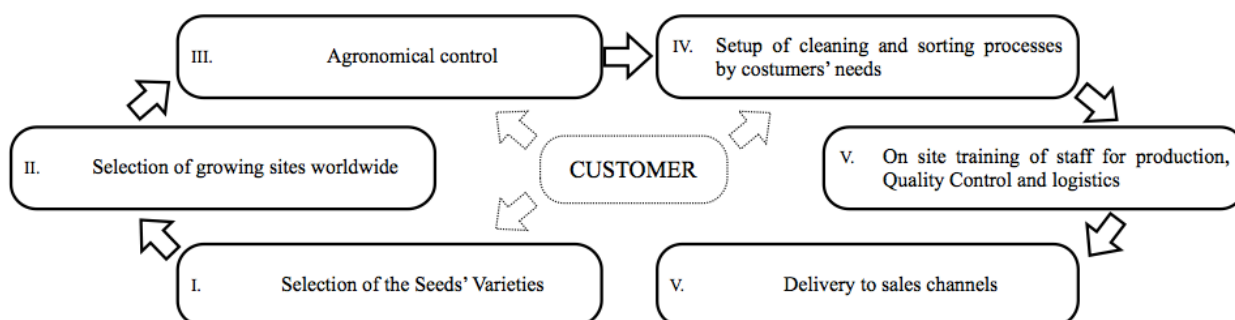 III. Agronomical control
IV. Setup of cleaning and sorting processes
by costumers' needs
II. Selection of growing sites worldwide
CUSTOMER
V. On site training of staff for production,
Quality Control and logistics
I. Selection of the Seeds' Varieties
V. Delivery to sales channels